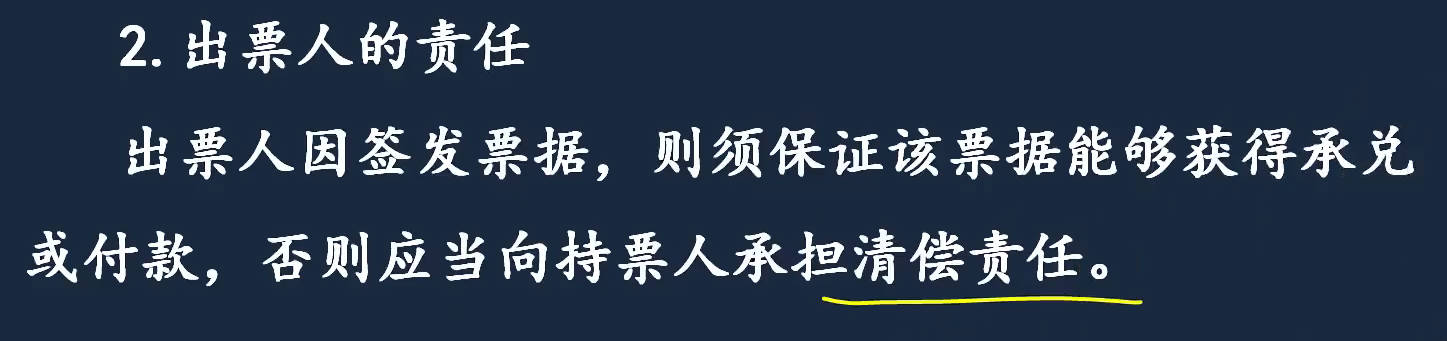 2. 出票人的责任
出票人因签发票据，则须保证该票据能够获得承兑
或付款，否则应当向持票人承担清偿责任。